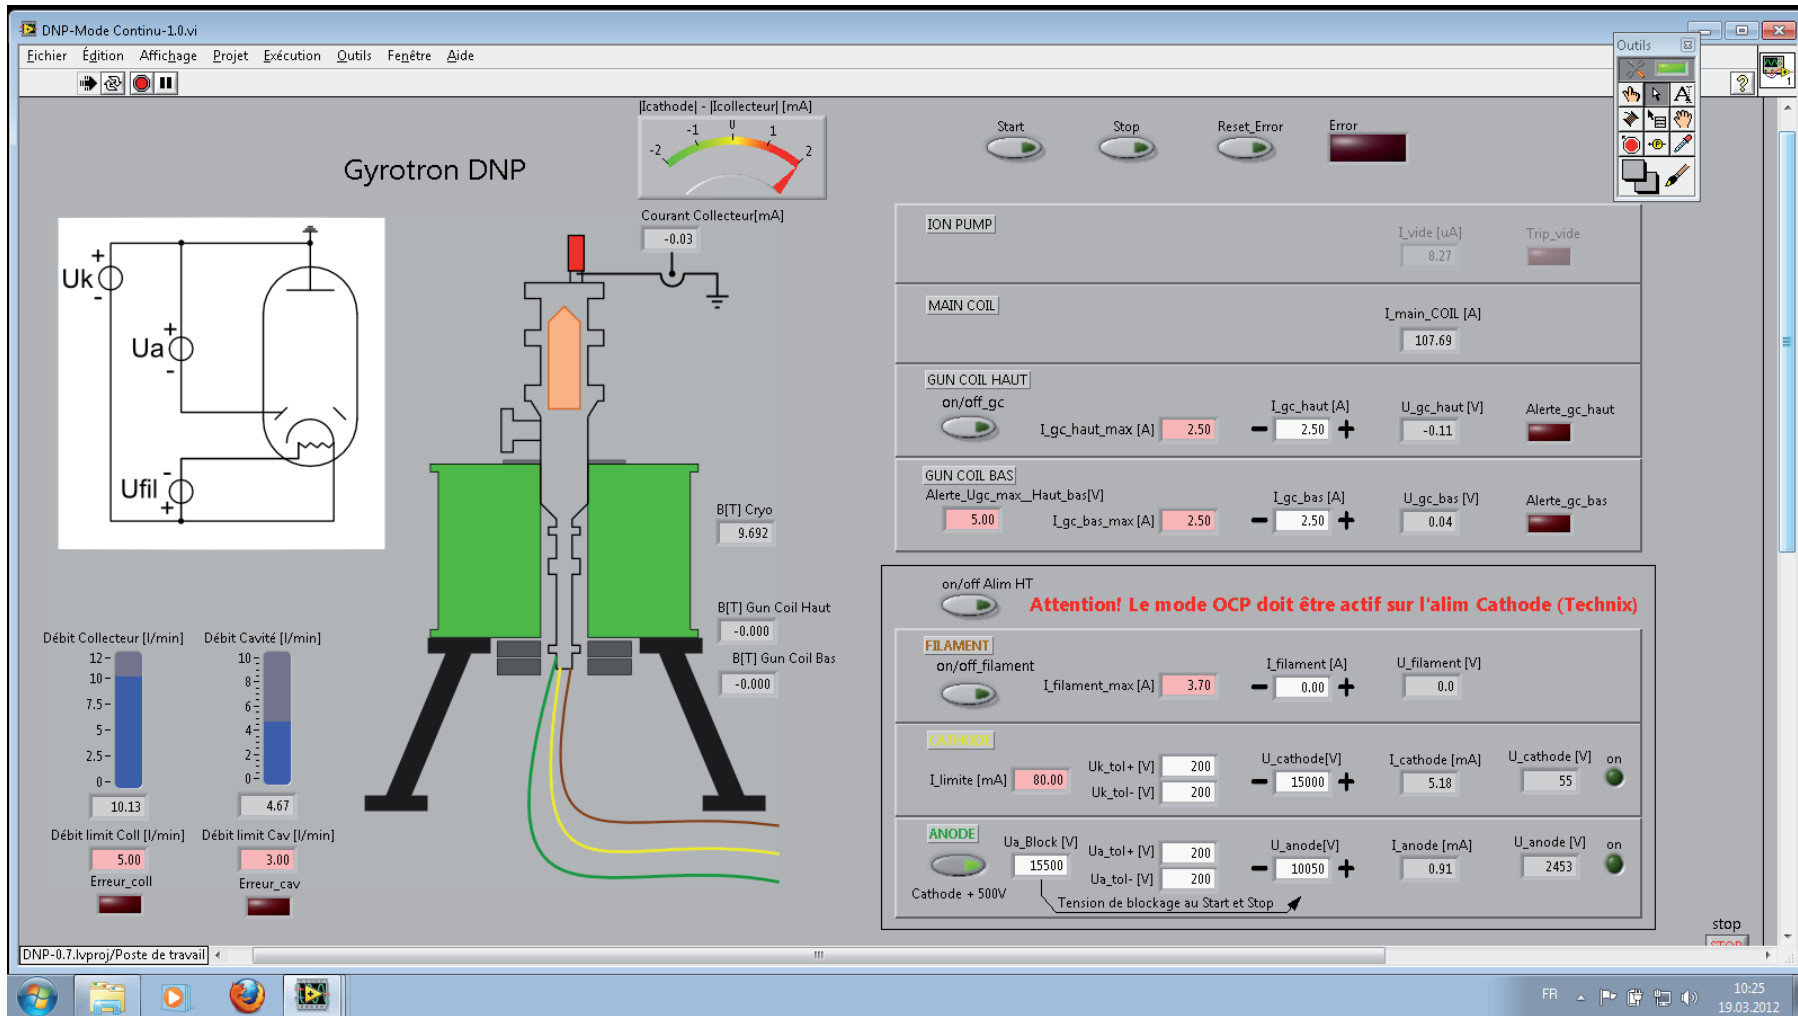 DNP-Mode Continu-1.0.vi
Fichier Édition Affichage Projet Exécution Outils Fenêtre Aide
Outils
Gyrotron DNP
|Icathode| - |Icollecteur| [mA]
-2 -1 0 1 2
Courant Collecteur[mA]
-0.03
Start
Stop
Reset_Error
Error
Uk
+
-
Ua
+
-
Ufil
-
+
B[T] Cryo
9.692
B[T] Gun Coil Haut
-0.000
B[T] Gun Coil Bas
-0.000
Débit Collecteur [l/min]
12
10
7.5
5
2.5
0
10.13
Débit limit Coll [l/min]
5.00
Erreur_coll
Débit Cavité [l/min]
10
8
6
4
2
0
4.67
Débit limit Cav [l/min]
3.00
Erreur_cav
ION PUMP
I_vide [uA]
8.27
Trip_vide
MAIN COIL
I_main_COIL [A]
107.69
GUN COIL HAUT
on/off_gc
I_gc_haut_max [A] 2.50
I_gc_haut [A]
2.50
U_gc_haut [V]
-0.11
Alerte_gc_haut
GUN COIL BAS
Alerte_Ugc_max__Haut_bas[V]
5.00
I_gc_bas_max [A] 2.50
I_gc_bas [A]
2.50
U_gc_bas [V]
0.04
Alerte_gc_bas
on/off Alim HT
Attention! Le mode OCP doit être actif sur l'alim Cathode (Technix)
FILAMENT
on/off_filament
I_filament_max [A] 3.70
I_filament [A]
0.00
U_filament [V]
0.0
CATHODE
I_limite [mA] 80.00
Uk_tol+ [V] 200
Uk_tol- [V] 200
U_cathode[V]
15000
I_cathode [mA]
5.18
U_cathode [V]
55
on
ANODE
Cathode + 500V
Ua_Block [V]
15500
Ua_tol+ [V] 200
Ua_tol- [V] 200
U_anode[V]
10050
I_anode [mA]
0.91
U_anode [V]
2453
on
Tension de blockage au Start et Stop
stop
STOP
DNP-0.7.lvproj/Poste de travail
FR
10:25
19.03.2012